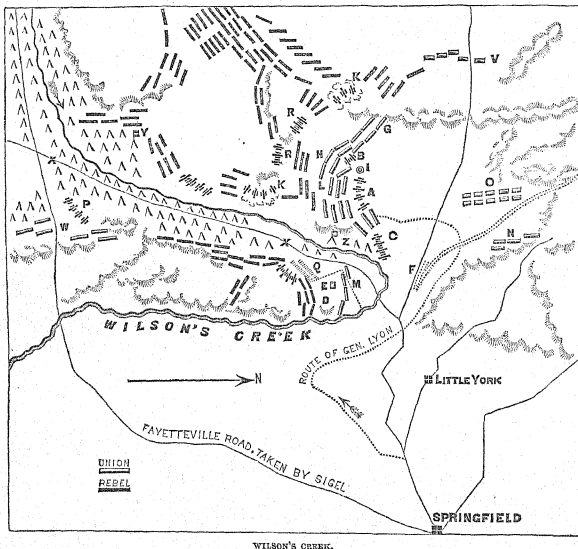 V
K
G
R
Y
R
H
B
I
L
A
K
O
P
W
Z
C
N
Q
F
E
M
D
WILSON'S CREEK
N
ROUTE OF GEN. LYON
LITTLE YORK
FAYETTEVILLE ROAD, TAKEN BY SIGEL
UNION
REBEL
SPRINGFIELD
WILSON'S CREEK.